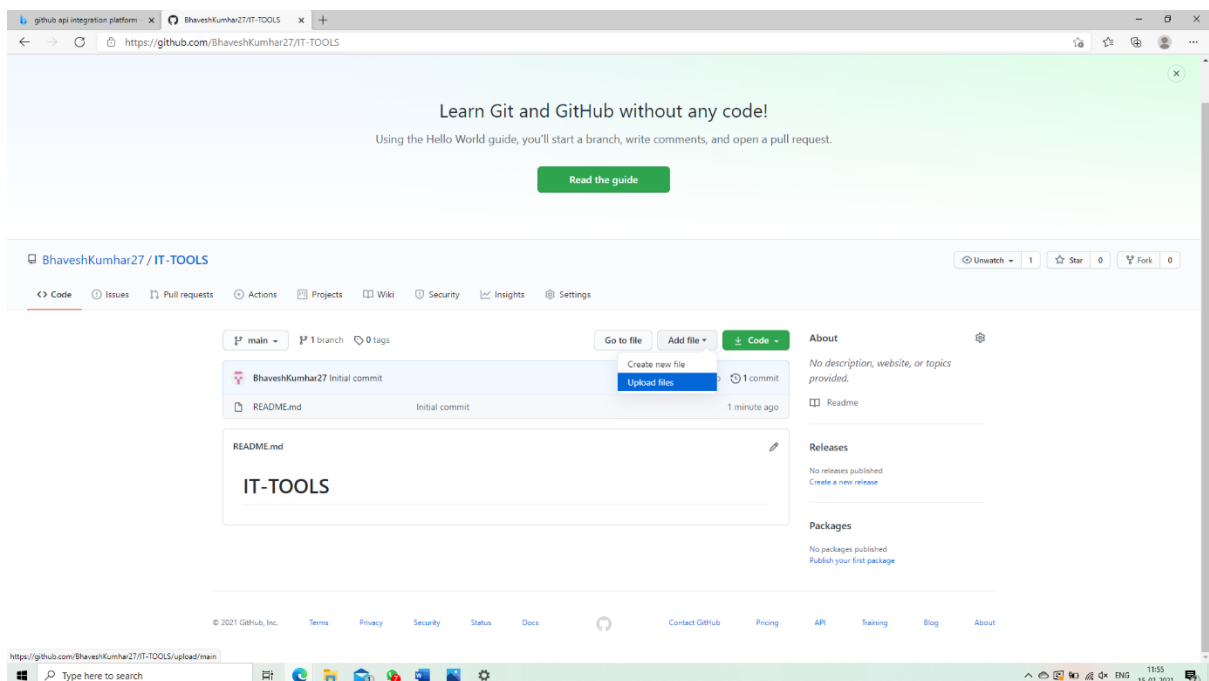 github api integration platform
BhaveshKumhar27/IT-TOOLS
https://github.com/BhaveshKumhar27/IT-TOOLS
Learn Git and GitHub without any code!
Using the Hello World guide, you'll start a branch, write comments, and open a pull request.
Read the guide
BhaveshKumhar27 / IT-TOOLS
Unwatch 1 Star 0 Fork 0
Code Issues Pull requests Actions Projects Wiki Security Insights Settings
main 1 branch 0 tags Go to file Add file Code
Create new file
Upload files
BhaveshKumhar27 Initial commit 1 commit
README.md Initial commit 1 minute ago
README.md
IT-TOOLS
About
No description, website, or topics
provided.
Readme
Releases
No releases published
Create a new release
Packages
No packages published
Publish your first package
© 2021 GitHub, Inc. Terms Privacy Security Status Docs Contact GitHub Pricing API Training Blog About
https://github.com/BhaveshKumhar27/IT-TOOLS/upload/main
Type here to search
ENG 11:55